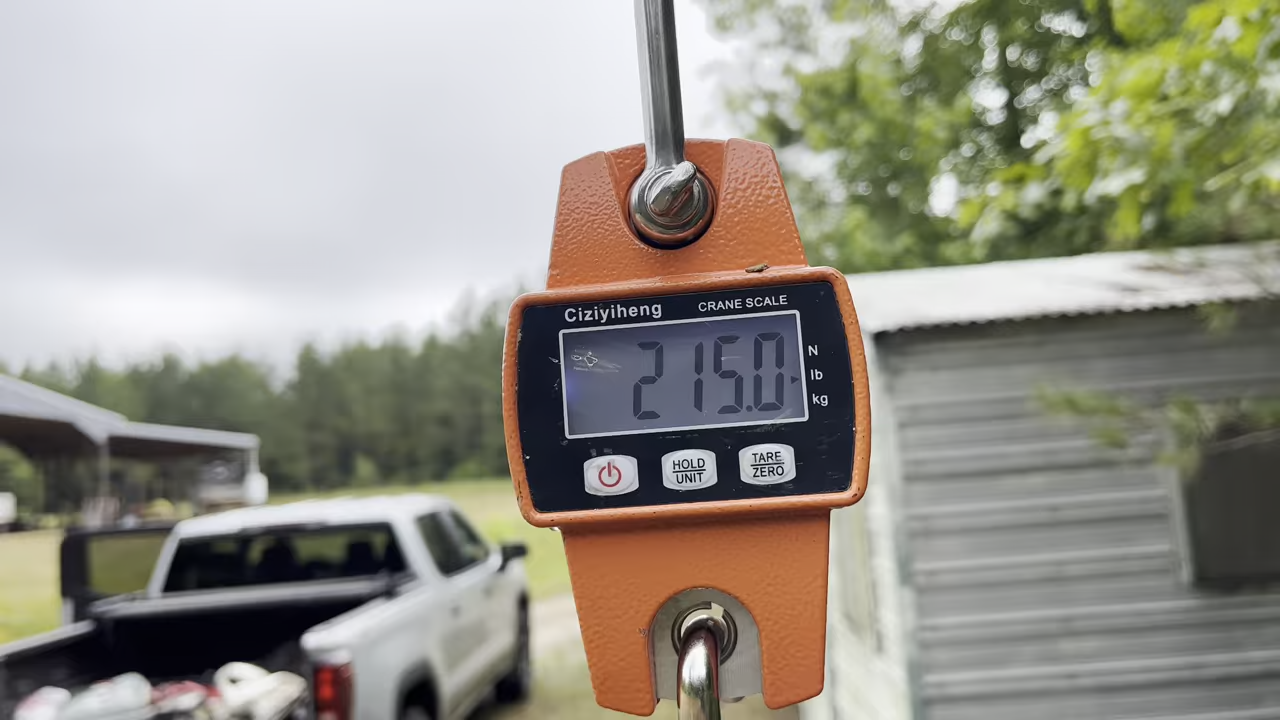 Ciziyiheng CRANE SCALE
215.0
N
lb
kg
HOLD
UNIT
TARE
ZERO